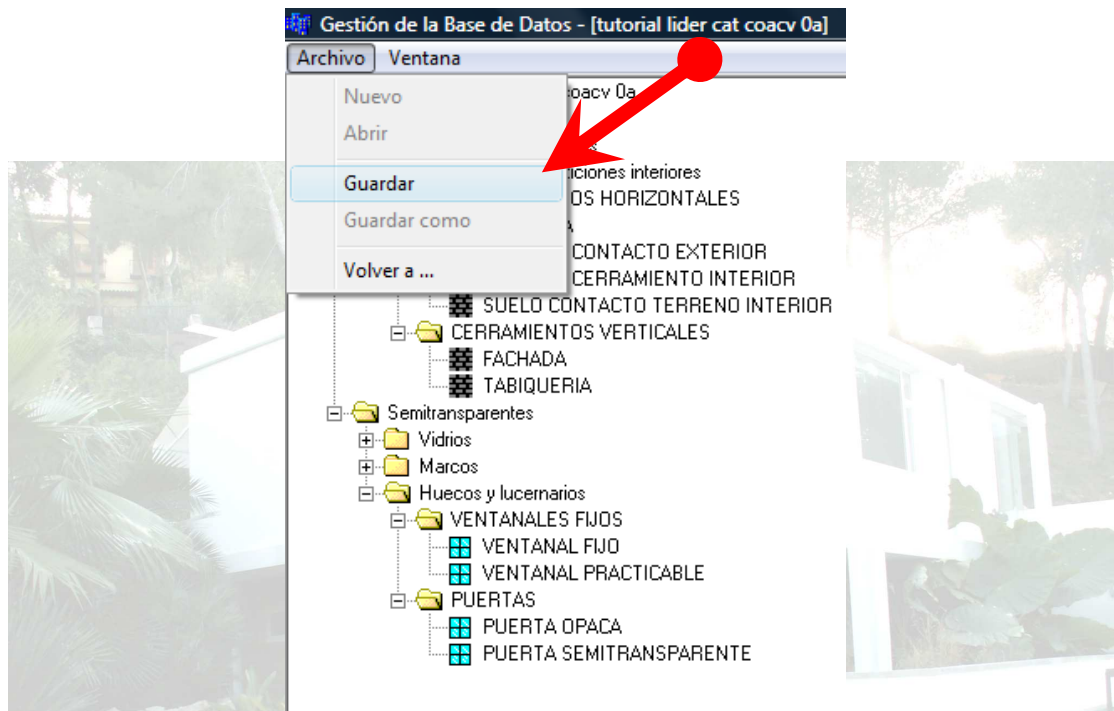 Gestión de la Base de Datos - [tutorial lider cat coacv 0a]
Archivo Ventana
Nuevo
Abrir
Guardar
Guardar como
Volver a ...
coacv 0a
interiores
OS HORIZONTALES
CONTACTO EXTERIOR
CERRAMIENTO INTERIOR
SUELO CONTACTO TERRENO INTERIOR
CERRAMIENTOS VERTICALES
FACHADA
TABIQUERIA
Semitransparentes
Vidrios
Marcos
Huecos y lucernarios
VENTANALES FIJOS
VENTANAL FIJO
VENTANAL PRACTICABLE
PUERTAS
PUERTA OPACA
PUERTA SEMITRANSPARENTE